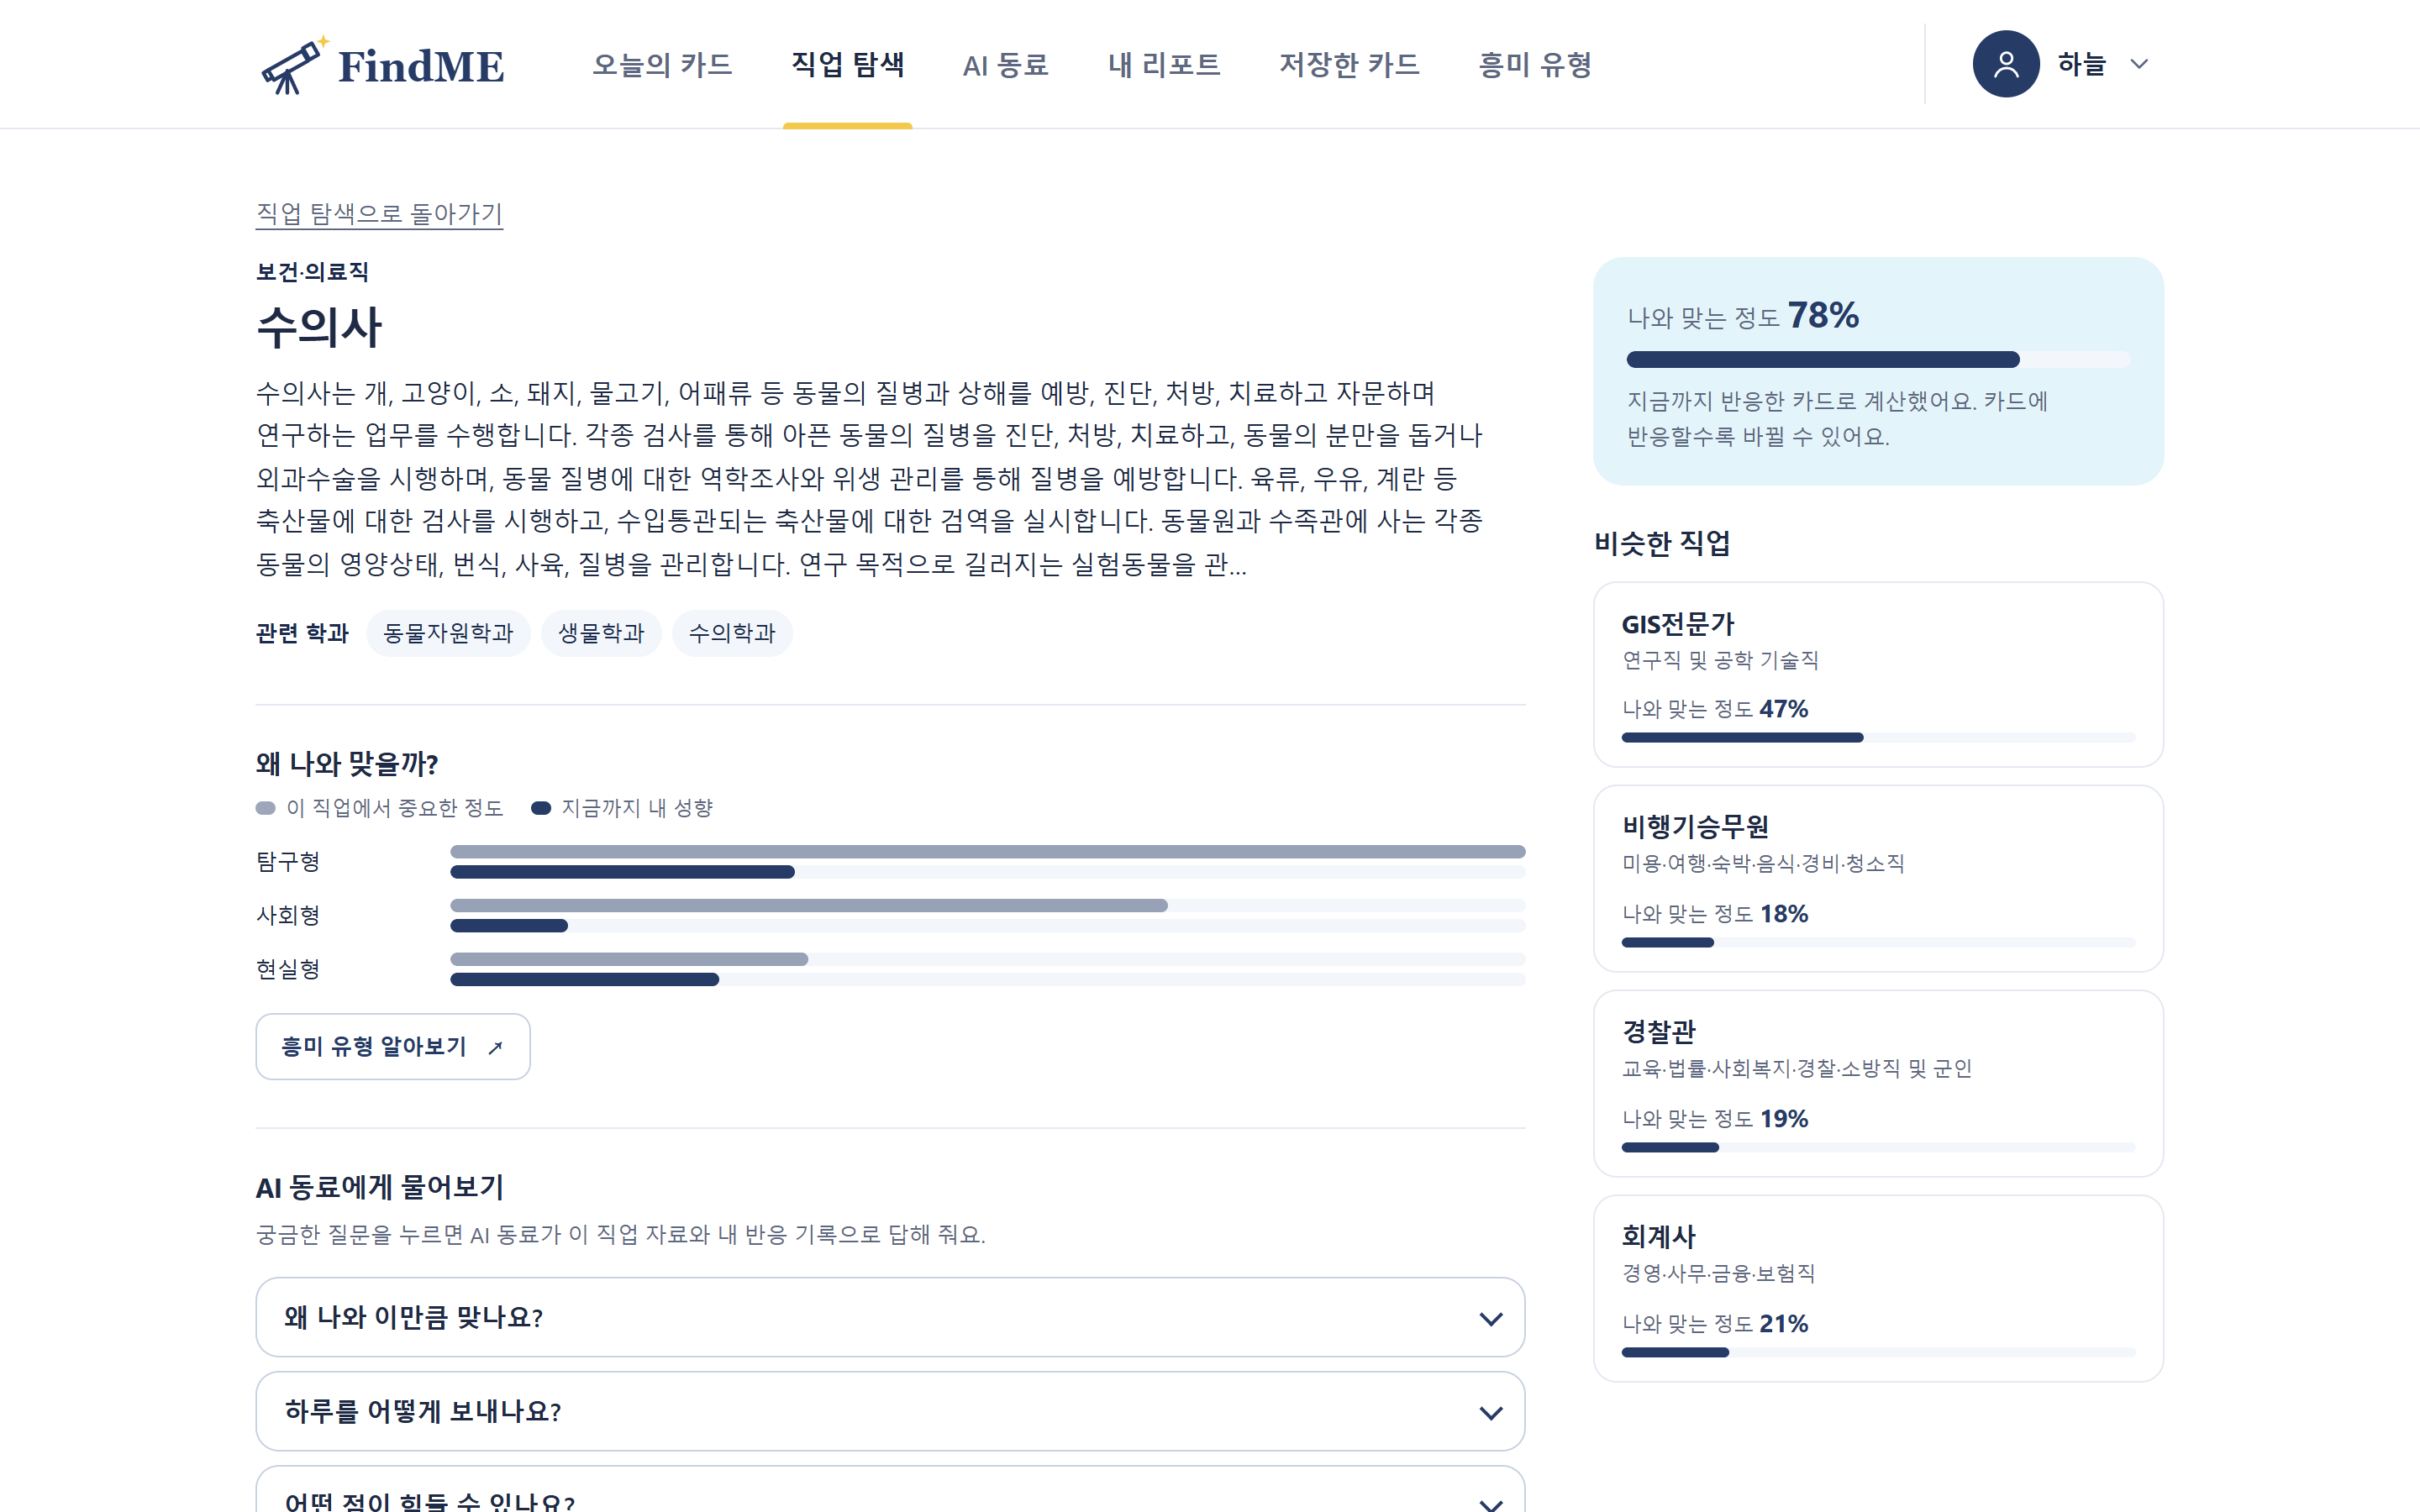 FindME
오늘의 카드
직업 탐색
AI 동료
내 리포트
저장한 카드
흥미 유형
하늘
직업 탐색으로 돌아가기
보건·의료직
수의사
수의사는 개, 고양이, 소, 돼지, 물고기, 어패류 등 동물의 질병과 상해를 예방, 진단, 처방, 치료하고 자문하며
연구하는 업무를 수행합니다. 각종 검사를 통해 아픈 동물의 질병을 진단, 처방, 치료하고, 동물의 분만을 돕거나
외과수술을 시행하며, 동물 질병에 대한 역학조사와 위생 관리를 통해 질병을 예방합니다. 육류, 우유, 계란 등
축산물에 대한 검사를 시행하고, 수입통관되는 축산물에 대한 검역을 실시합니다. 동물원과 수족관에 사는 각종
동물의 영양상태, 번식, 사육, 질병을 관리합니다. 연구 목적으로 길러지는 실험동물을 관...
관련 학과
동물자원학과
생물학과
수의학과
왜 나와 맞을까?
이 직업에서 중요한 정도
지금까지 내 성향
탐구형
사회형
현실형
흥미 유형 알아보기
AI 동료에게 물어보기
궁금한 질문을 누르면 AI 동료가 이 직업 자료와 내 반응 기록으로 답해 줘요.
왜 나와 이만큼 맞나요?
하루를 어떻게 보내나요?
어떤 점이 힘들 수 있나요?
나와 맞는 정도 78%
지금까지 반응한 카드로 계산했어요. 카드에
반응할수록 바뀔 수 있어요.
비슷한 직업
GIS전문가
연구직 및 공학 기술직
나와 맞는 정도 47%
비행기승무원
미용·여행·숙박·음식·경비·청소직
나와 맞는 정도 18%
경찰관
교육·법률·사회복지·경찰·소방직 및 군인
나와 맞는 정도 19%
회계사
경영·사무·금융·보험직
나와 맞는 정도 21%